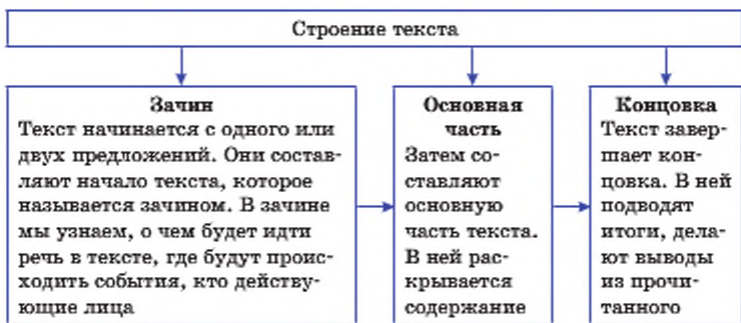 Строение текста
Зачин
Текст начинается с одного или
двух предложений. Они состав-
ляют начало текста, которое
называется зачином. В зачине
мы узнаем, о чем будет идти
речь в тексте, где будут проис-
ходить события, кто действу-
ющие лица
Основная
часть
Затем со-
ставляют
основную
часть текста.
В ней рас-
крывается
содержание
Концовка
Текст завер-
шает кон-
цовка. В ней
подводят
итоги, дела-
ют выводы
из прочи-
танного